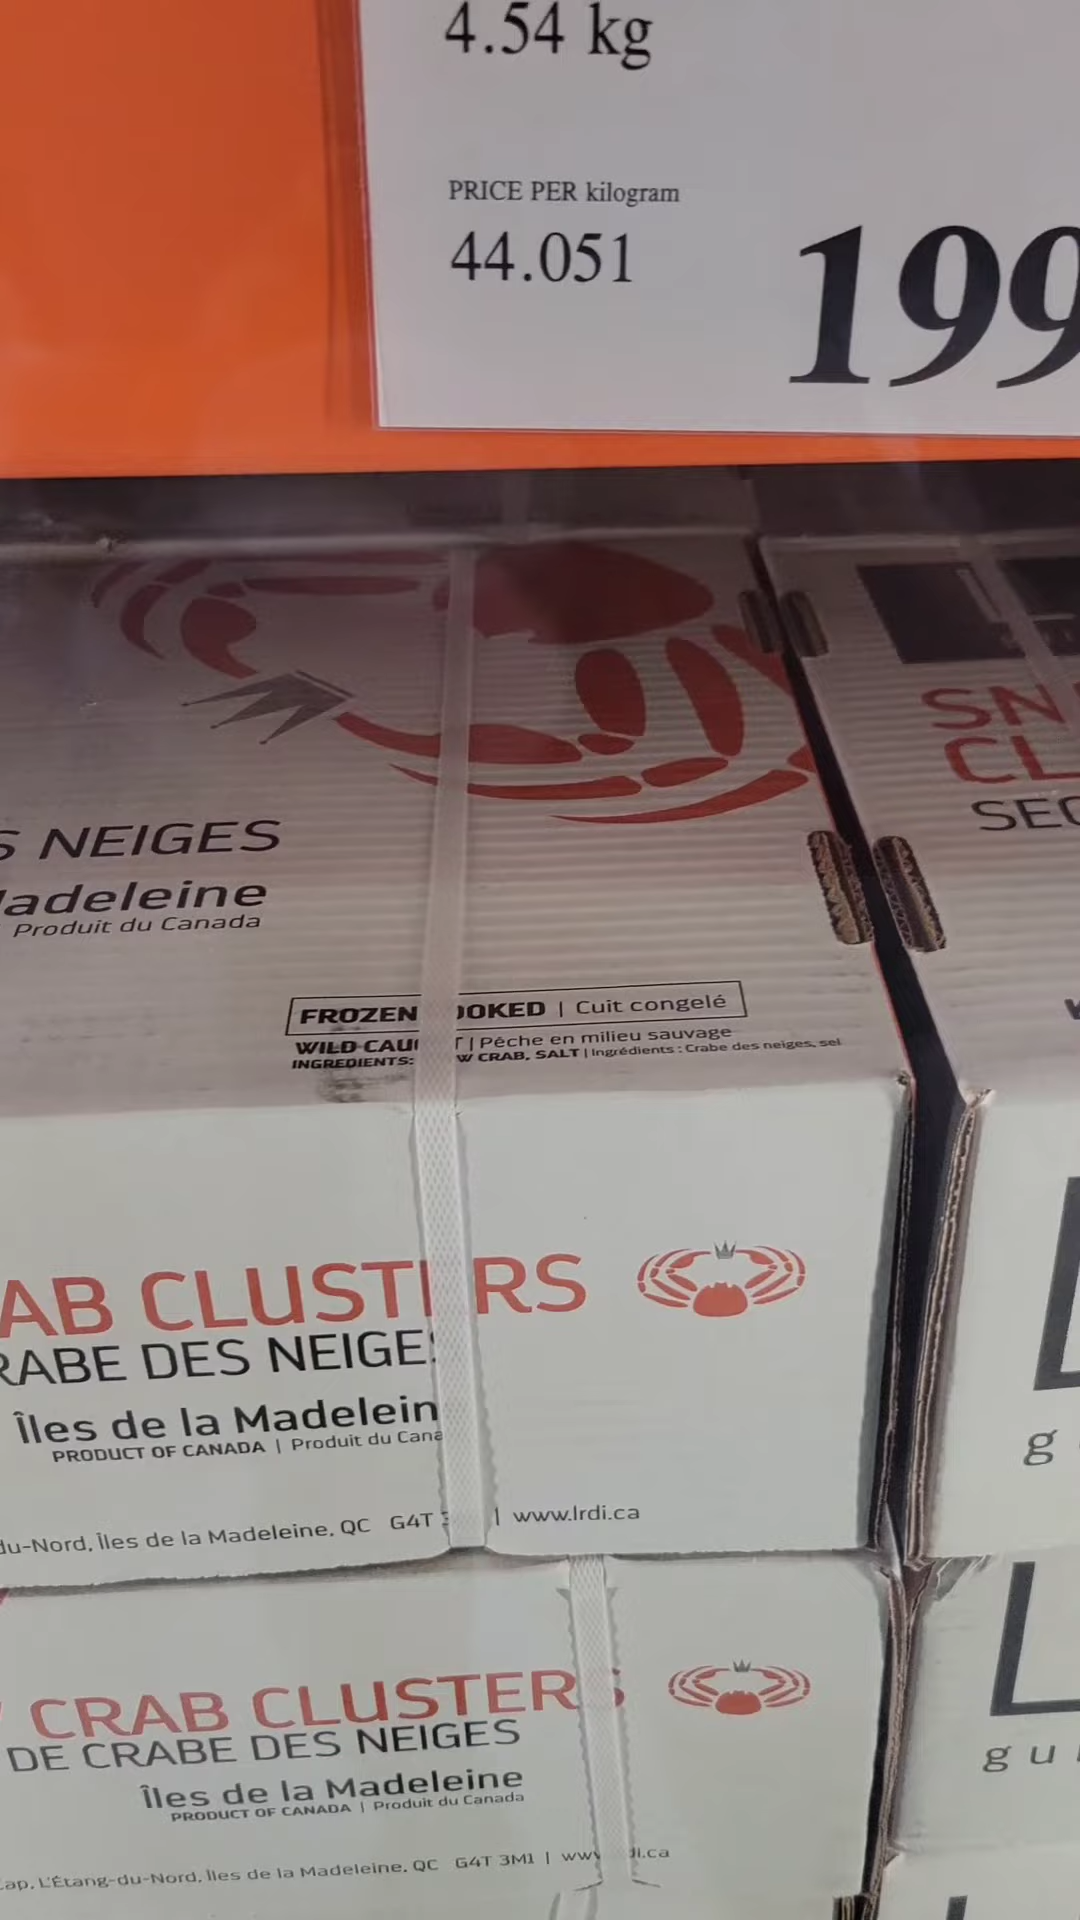 4.54 kg
PRICE PER kilogram
44.051
199
SN
CL
SEC
NEIGES
Produit du Canada
FROZEN | Cuit congelé
WILD | Pêche en milieu sauvage
INGREDIENTS: CRAB, SALT | Ingrédients : Crabe des neiges, sel
AB CLUST RS
RABE DES NEIGE
Îles de la Madelein
PRODUCT OF CANADA | Produit du Cana
du-Nord, Îles de la Madeleine, QC G4T | www.lrdi.ca
g
CRAB CLUSTERS
DE CRABE DES NEIGES
Îles de la Madeleine
PRODUCT OF CANADA | Produit du Canada
Cap, L'Étang-du-Nord, Îles de la Madeleine, QC G4T 3M1 | www di.ca
L
gu